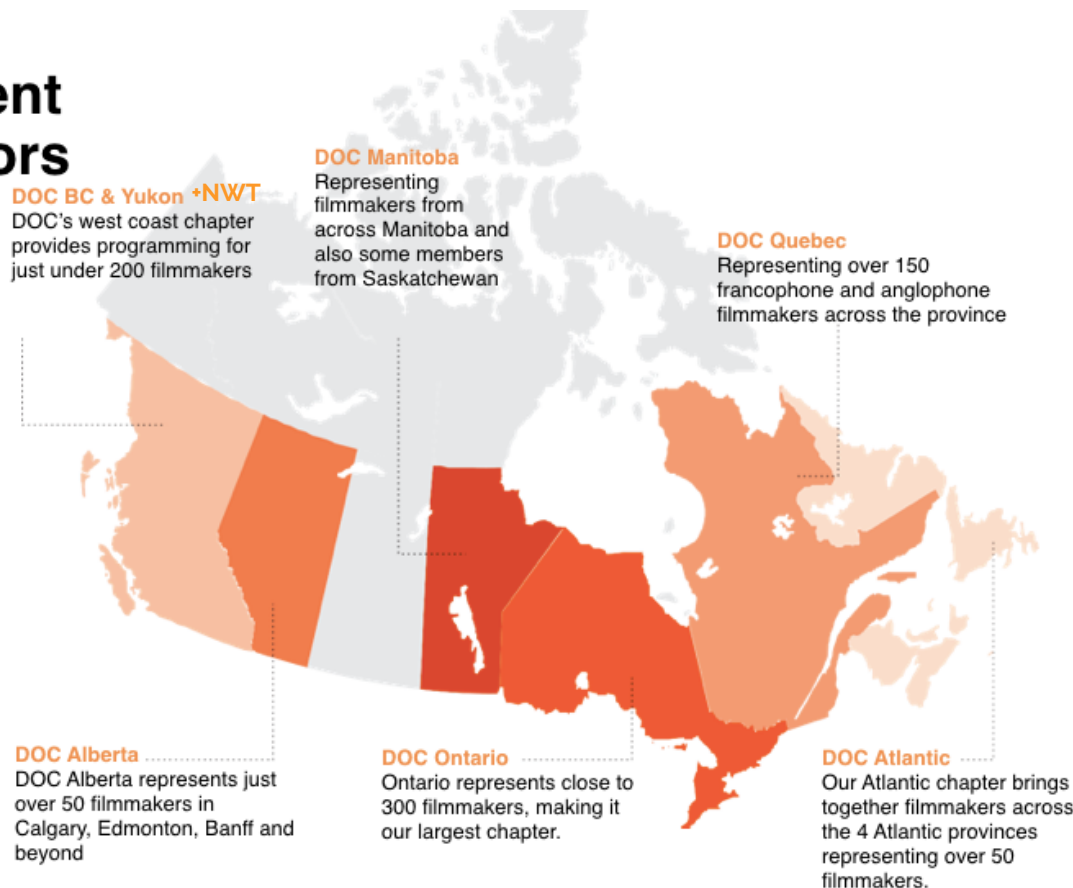 ent
ors
DOC BC & Yukon +NWT
DOC's west coast chapter
provides programming for
just under 200 filmmakers
DOC Manitoba
Representing
filmmakers from
across Manitoba and
also some members
from Saskatchewan
DOC Quebec
Representing over 150
francophone and anglophone
filmmakers across the province
DOC Alberta
DOC Alberta represents just
over 50 filmmakers in
Calgary, Edmonton, Banff and
beyond
DOC Ontario
Ontario represents close to
300 filmmakers, making it
our largest chapter.
DOC Atlantic
Our Atlantic chapter brings
together filmmakers across
the 4 Atlantic provinces
representing over 50
filmmakers.